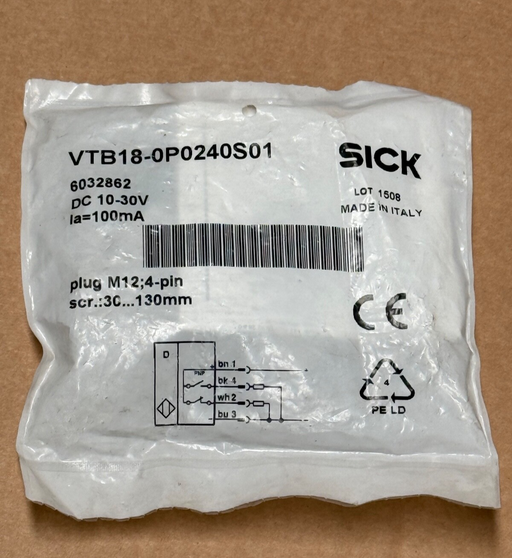 VTB18-0P0240S01
SICK
6032862
DC 10-30V
Ia=100mA
LOT 1508
MADE IN ITALY
plug M12;4-pin
scr.:30...130mm
CE
D
PNP
bn 1
bk 4
wh 2
bu 3
4
PE LD